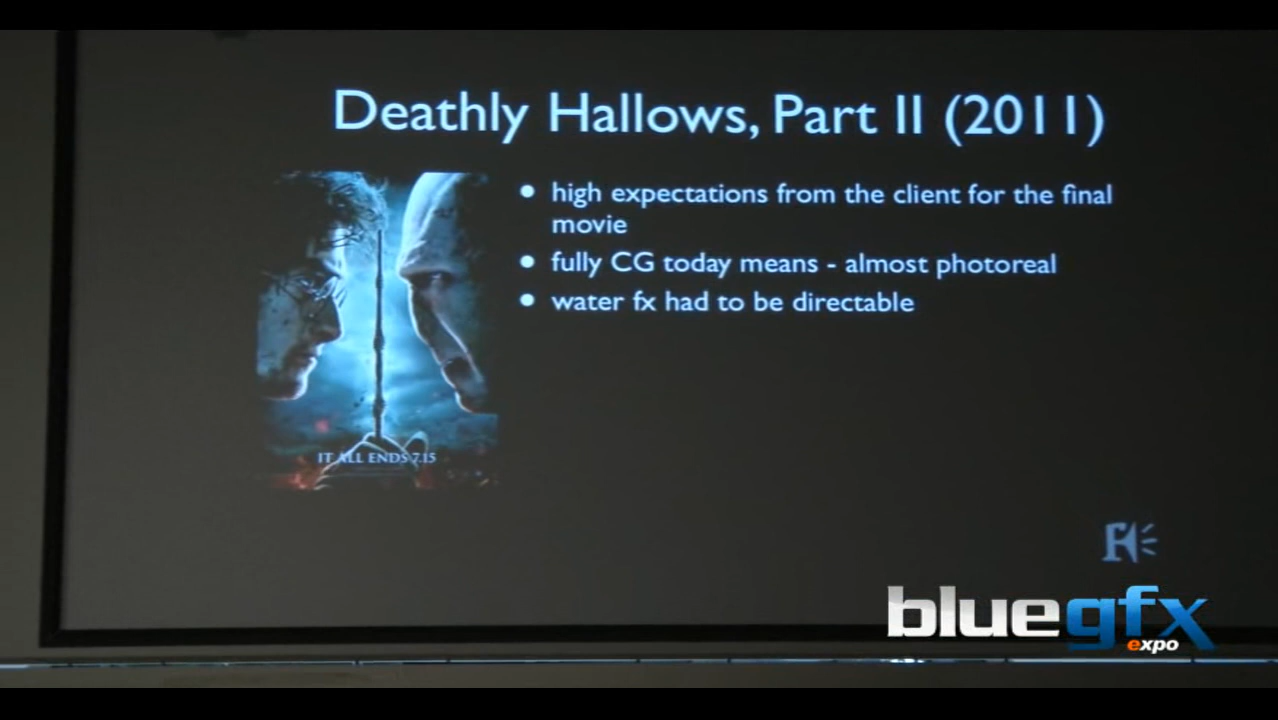 Deathly Hallows, Part II (2011)
• high expectations from the client for the final
movie
• fully CG today means - almost photoreal
• water fx had to be directable
IT ALL ENDS 7.15
bluegfx
expo